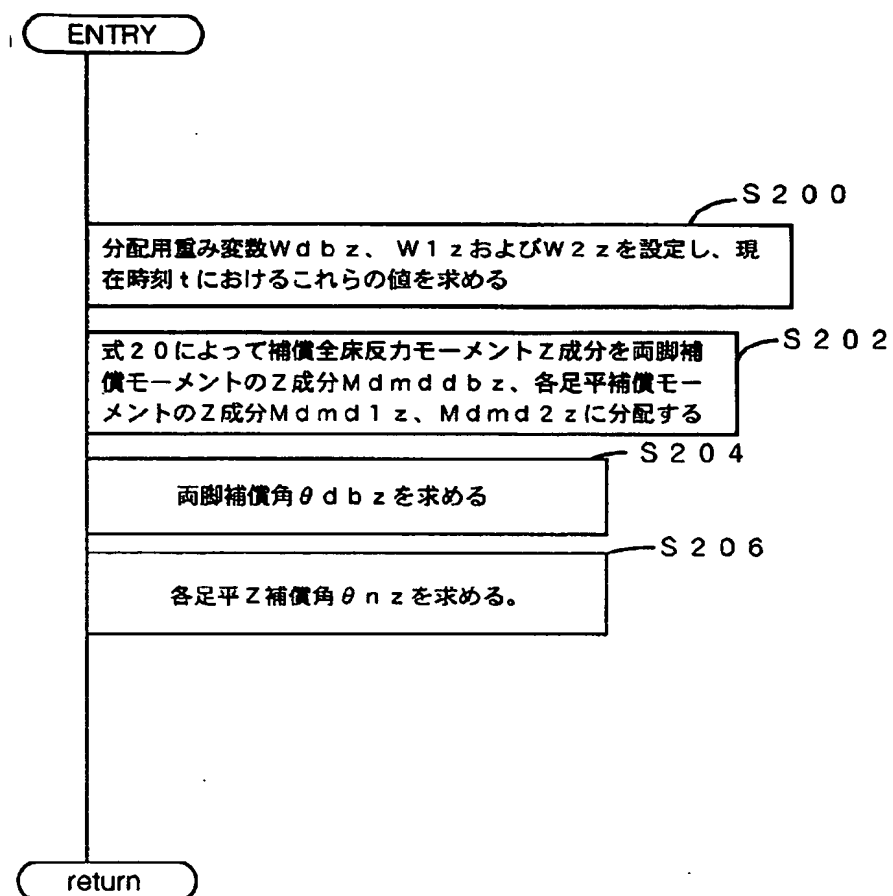 ENTRY
S200
分配用重み変数Wdbz、W1zおよびW2zを設定し、現
在時刻tにおけるこれらの値を求める
S202
式20によって補償全床反力モーメントZ成分を両脚補
償モーメントのZ成分Mdmddbz、各足平補償モー
メントのZ成分Mdmd1z、Mdmd2zに分配する
S204
両脚補償角θdbzを求める
S206
各足平Z補償角θnzを求める。
return